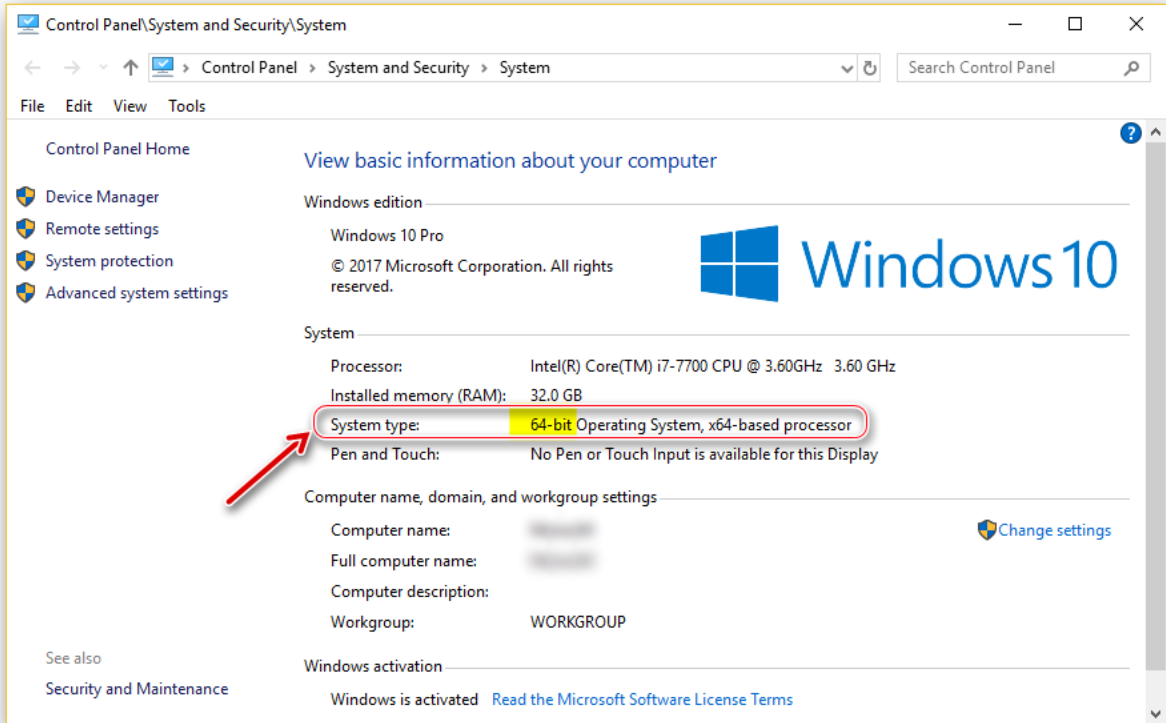 Control Panel\System and Security\System
Control Panel › System and Security › System
Search Control Panel
File Edit View Tools
Control Panel Home
Device Manager
Remote settings
System protection
Advanced system settings
See also
Security and Maintenance
?
View basic information about your computer
Windows edition
Windows 10 Pro
© 2017 Microsoft Corporation. All rights
reserved.
Windows 10
System
Processor: Intel(R) Core(TM) i7-7700 CPU @ 3.60GHz 3.60 GHz
Installed memory (RAM): 32.0 GB
System type: 64-bit Operating System, x64-based processor
Pen and Touch: No Pen or Touch Input is available for this Display
Computer name, domain, and workgroup settings
Computer name:
Change settings
Full computer name:
Computer description:
Workgroup: WORKGROUP
Windows activation
Windows is activated Read the Microsoft Software License Terms